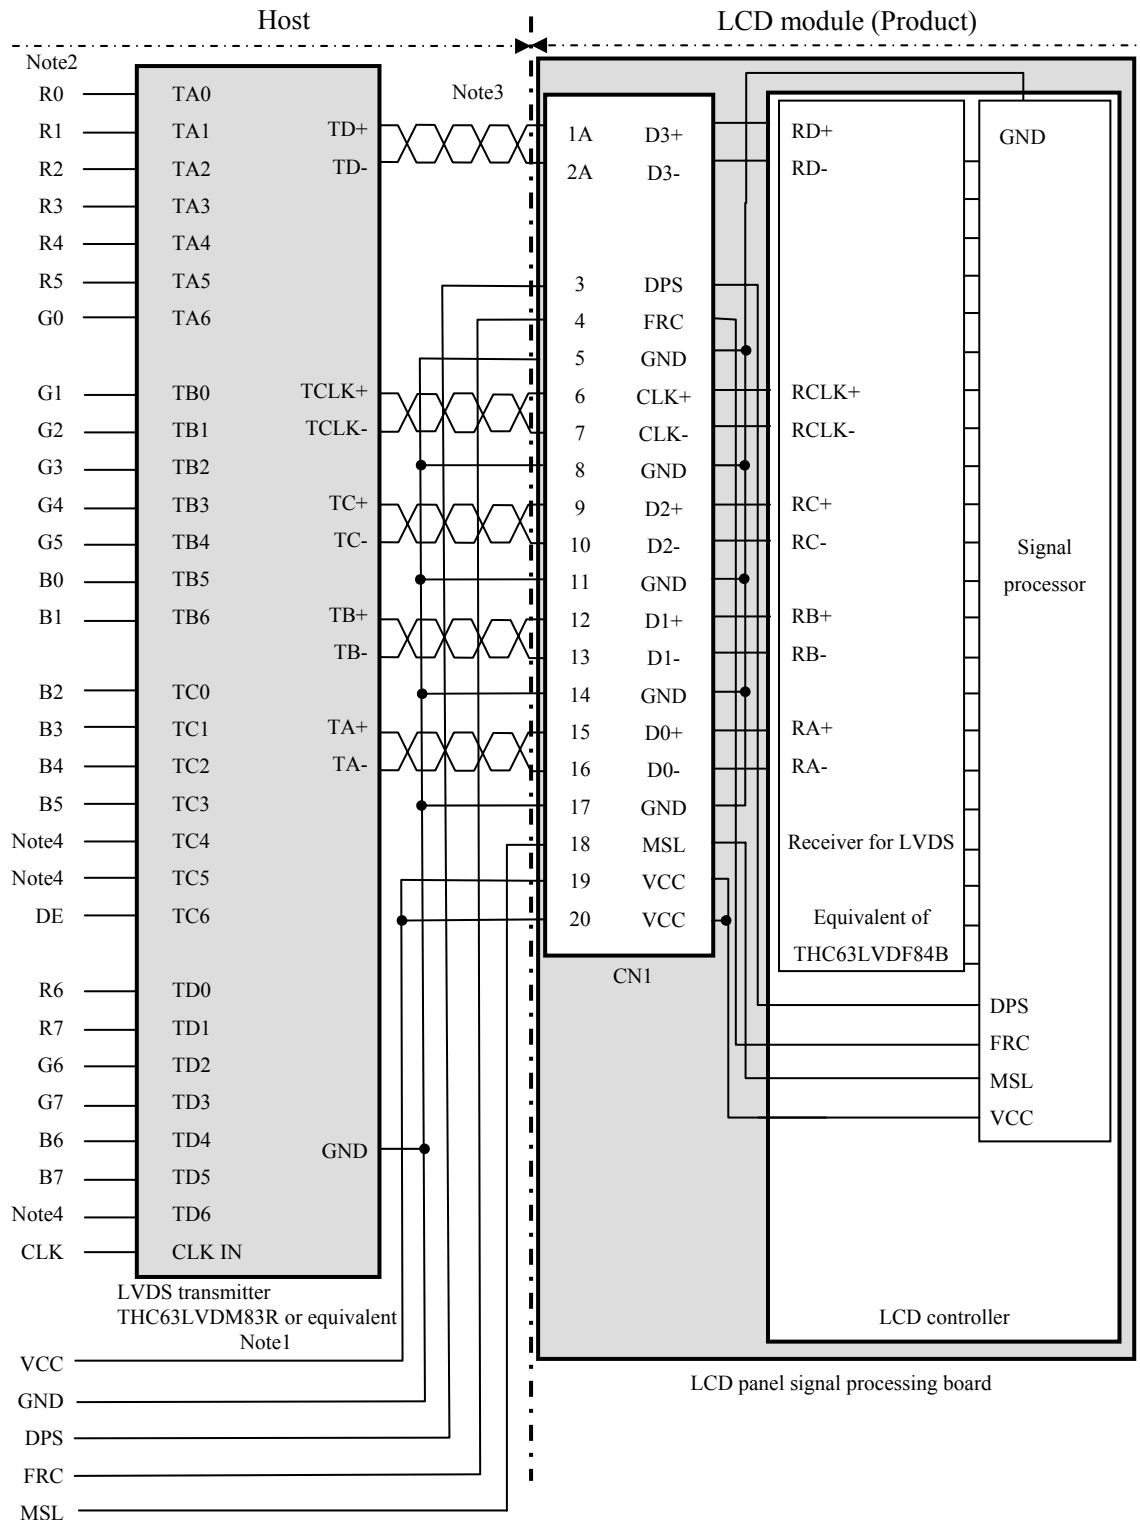 Host
LCD module (Product)
Note2
R0 TA0
R1 TA1 TD+
R2 TA2 TD-
R3 TA3
R4 TA4
R5 TA5
G0 TA6
G1 TB0 TCLK+
G2 TB1 TCLK-
G3 TB2
G4 TB3 TC+
G5 TB4 TC-
B0 TB5
B1 TB6 TB+
TB-
B2 TC0
B3 TC1 TA+
B4 TC2 TA-
B5 TC3
Note4 TC4
Note4 TC5
DE TC6
R6 TD0
R7 TD1
G6 TD2
G7 TD3
B6 TD4 GND
B7 TD5
Note4 TD6
CLK CLK IN
LVDS transmitter
THC63LVDM83R or equivalent
Note1
VCC
GND
DPS
FRC
MSL
Note3
1A D3+
2A D3-
3 DPS
4 FRC
5 GND
6 CLK+
7 CLK-
8 GND
9 D2+
10 D2-
11 GND
12 D1+
13 D1-
14 GND
15 D0+
16 D0-
17 GND
18 MSL
19 VCC
20 VCC
CN1
RD+
RD-
RCLK+
RCLK-
RC+
RC-
RB+
RB-
RA+
RA-
Receiver for LVDS
Equivalent of
THC63LVDF84B
GND
Signal
processor
DPS
FRC
MSL
VCC
LCD controller
LCD panel signal processing board